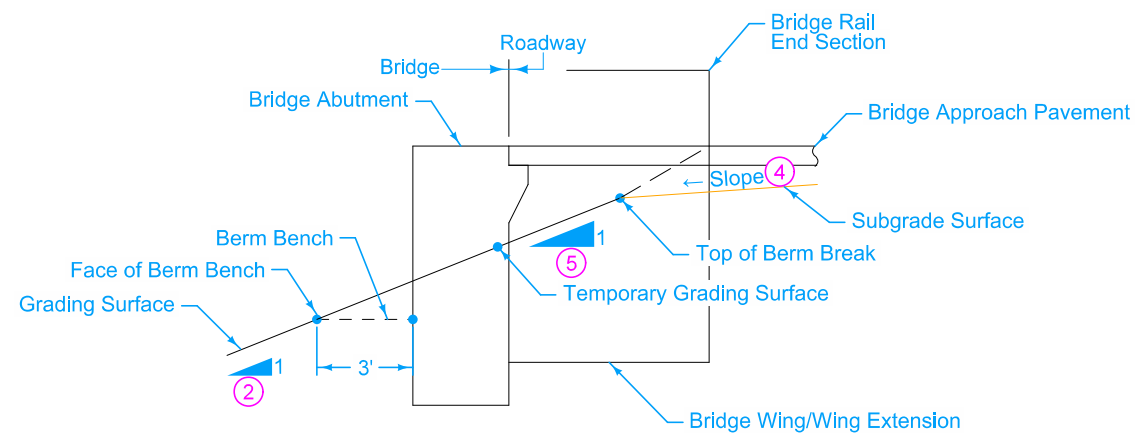 Bridge Rail
End Section
Roadway
Bridge
Bridge Abutment
Bridge Approach Pavement
← Slope 4
Subgrade Surface
Berm Bench
1
5
Top of Berm Break
Face of Berm Bench
Temporary Grading Surface
Grading Surface
1
2
3'
Bridge Wing/Wing Extension